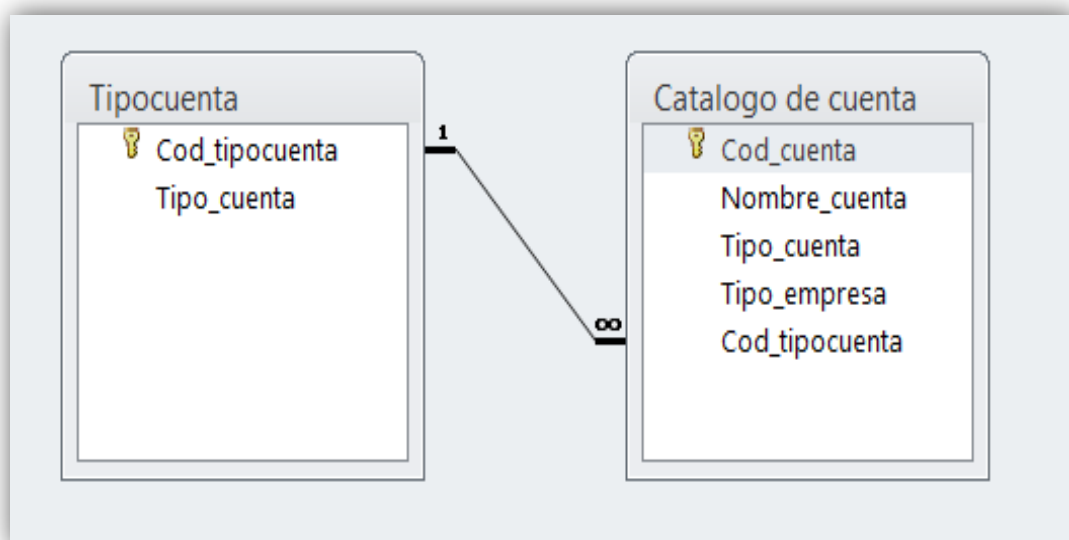 Tipocuenta
Cod_tipocuenta
Tipo_cuenta
1
∞
Catalogo de cuenta
Cod_cuenta
Nombre_cuenta
Tipo_cuenta
Tipo_empresa
Cod_tipocuenta